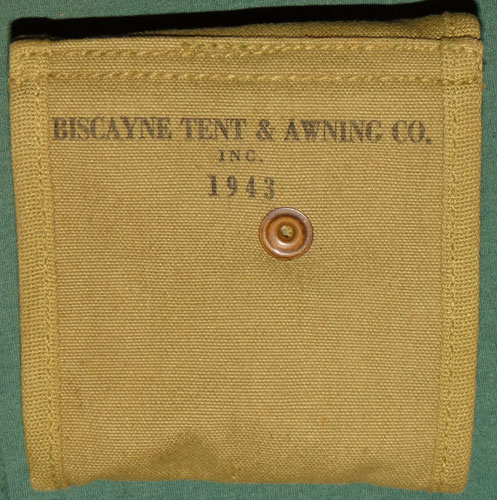 BISCAYNE TENT & AWNING CO.
INC.
1943